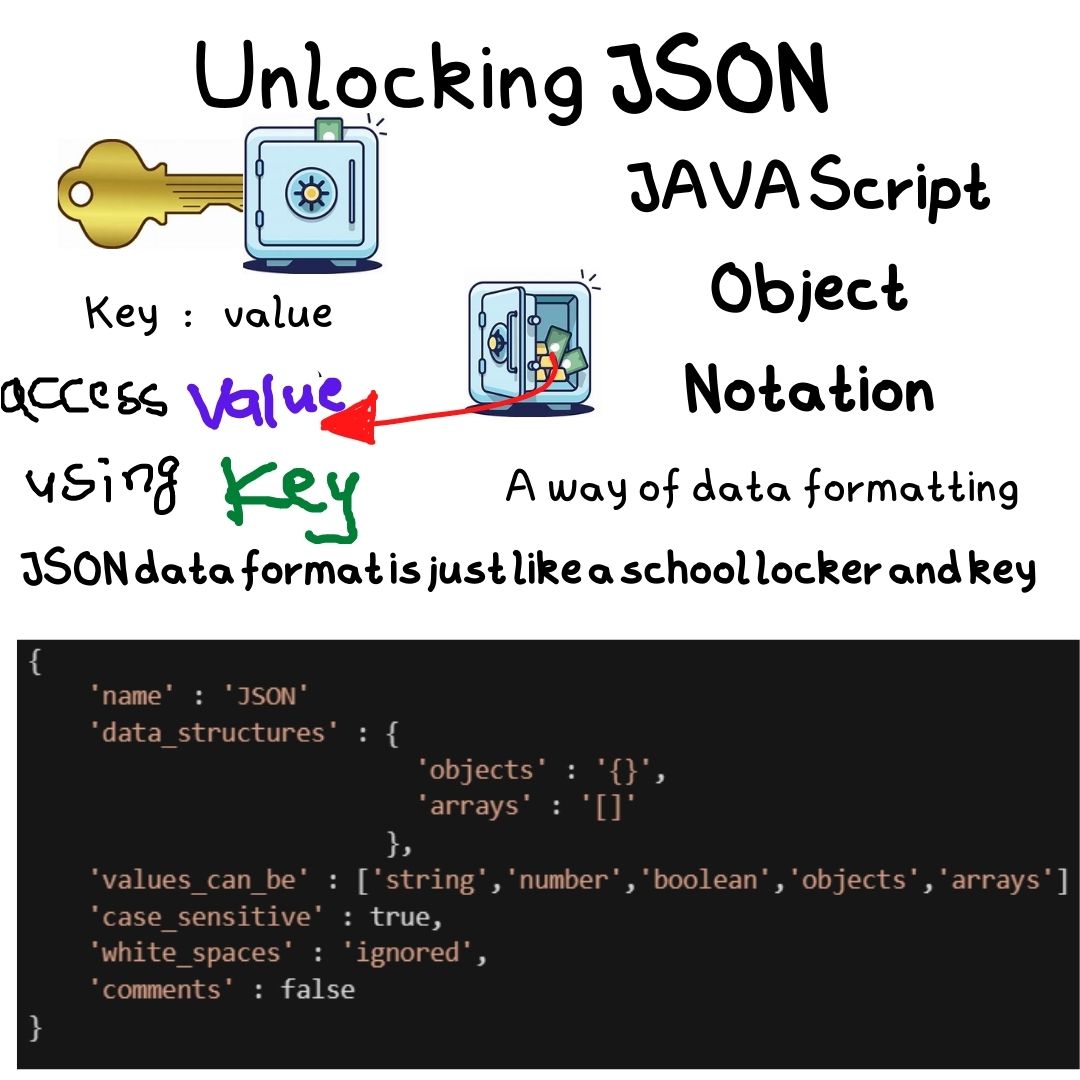 Unlocking JSON
JAVAScript
Object
Notation
Key : value
access value
using Key
A way of data formatting
JSON data format is just like a school locker and key
{
'name' : 'JSON'
'data_structures' : {
'objects' : '{}',
'arrays' : '[]'
},
'values_can_be' : ['string','number','boolean','objects','arrays']
'case_sensitive' : true,
'white_spaces' : 'ignored',
'comments' : false
}